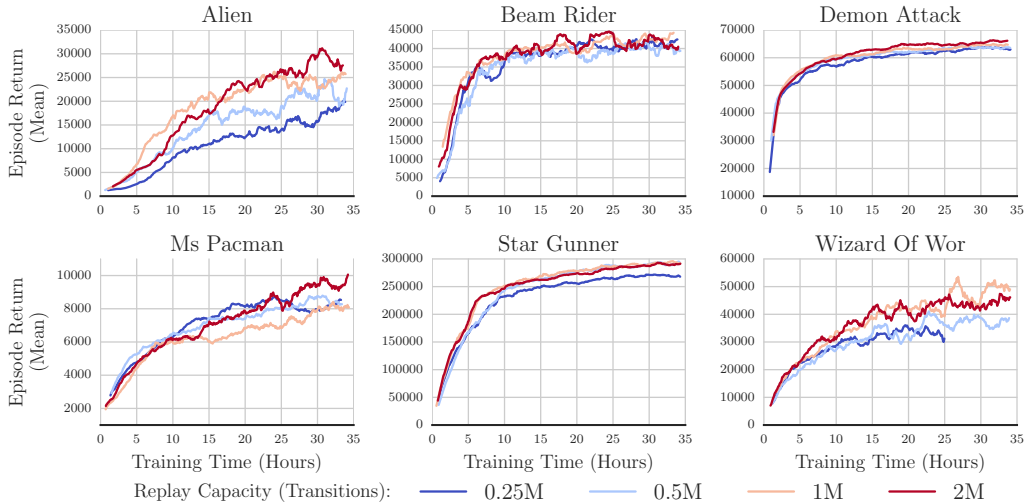 Alien
Beam Rider
Demon Attack
Episode Return
(Mean)
35000
30000
25000
20000
15000
10000
5000
0
0 5 10 15 20 25 30 35
45000
40000
35000
30000
25000
20000
15000
10000
5000
0
0 5 10 15 20 25 30 35
70000
60000
50000
40000
30000
20000
10000
0 5 10 15 20 25 30 35
Ms Pacman
Star Gunner
Wizard Of Wor
Episode Return
(Mean)
10000
8000
6000
4000
2000
0 5 10 15 20 25 30 35
Training Time (Hours)
300000
250000
200000
150000
100000
50000
0
0 5 10 15 20 25 30 35
Training Time (Hours)
60000
50000
40000
30000
20000
10000
0
0 5 10 15 20 25 30 35
Training Time (Hours)
Replay Capacity (Transitions): 0.25M 0.5M 1M 2M